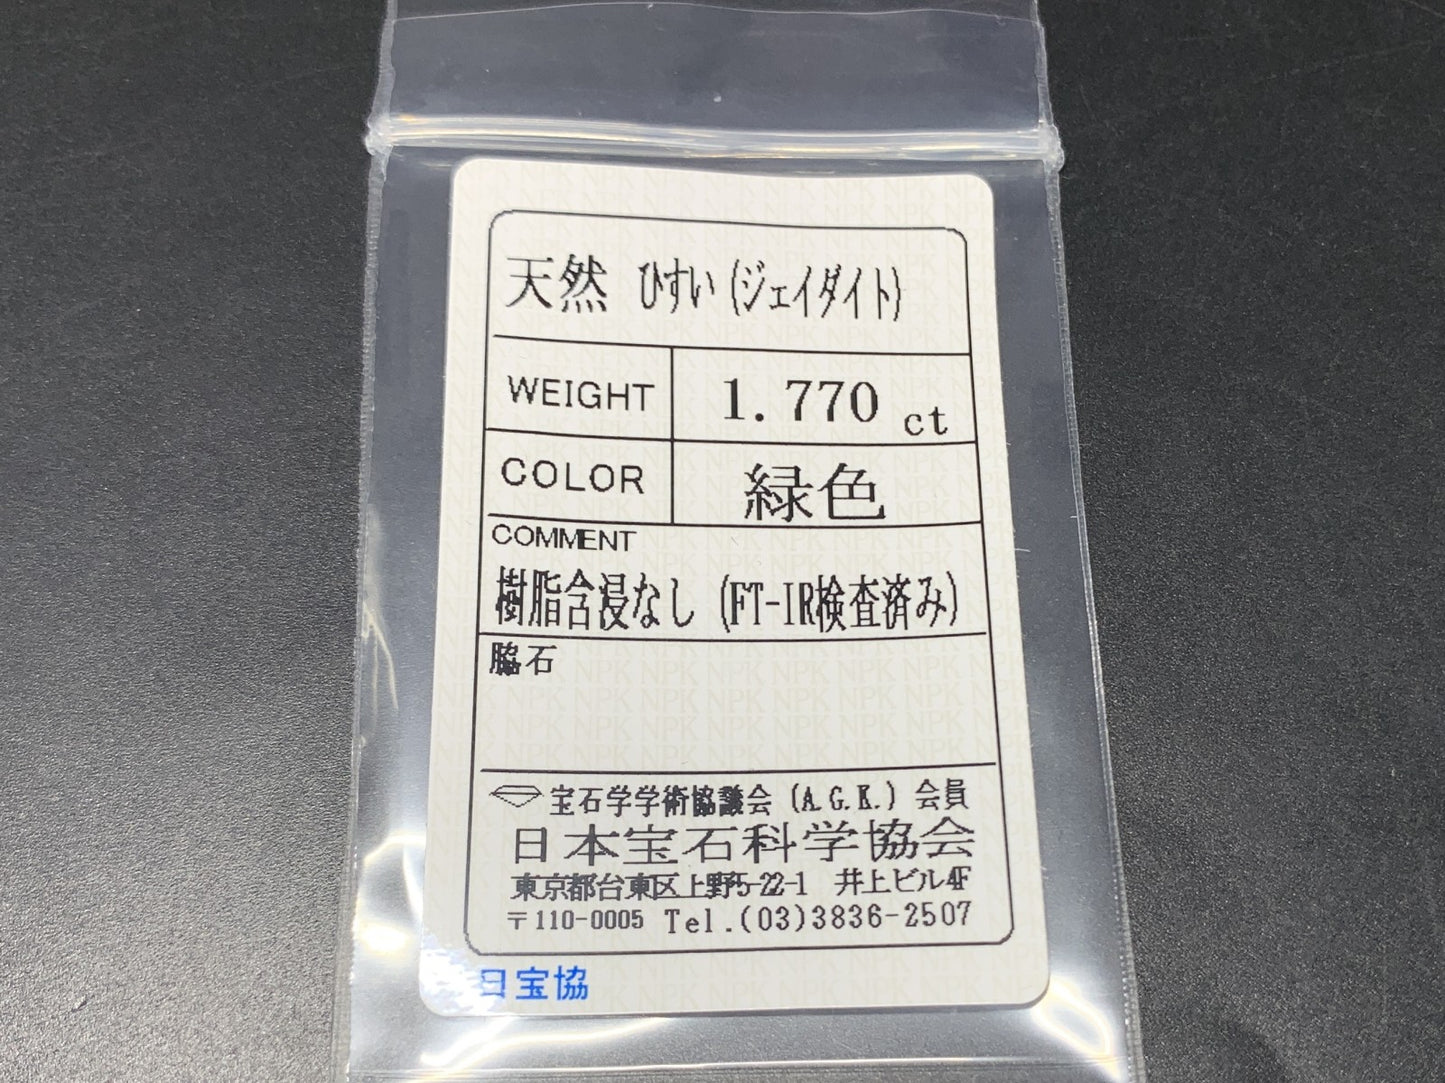 天然 ひすい(ジェイダイト)
WEIGHT 1.770 ct
COLOR 緑色
COMMENT
樹脂含浸なし (FT-IR検査済み)
脇石
宝石学学術協議会 (A.G.K.) 会員
日本宝石科学協会
東京都台東区上野5-22-1 井上ビル4F
〒110-0005 Tel.(03)3836-2507
日宝協